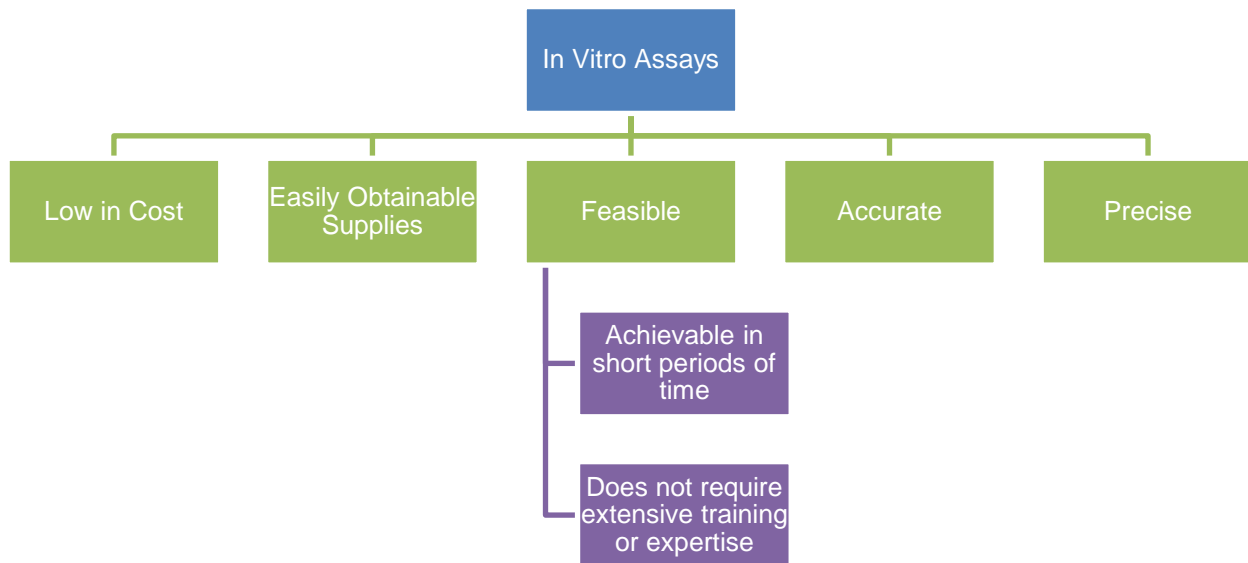 In Vitro Assays
Low in Cost
Easily Obtainable
Supplies
Feasible
Accurate
Precise
Achievable in
short periods of
time
Does not require
extensive training
or expertise